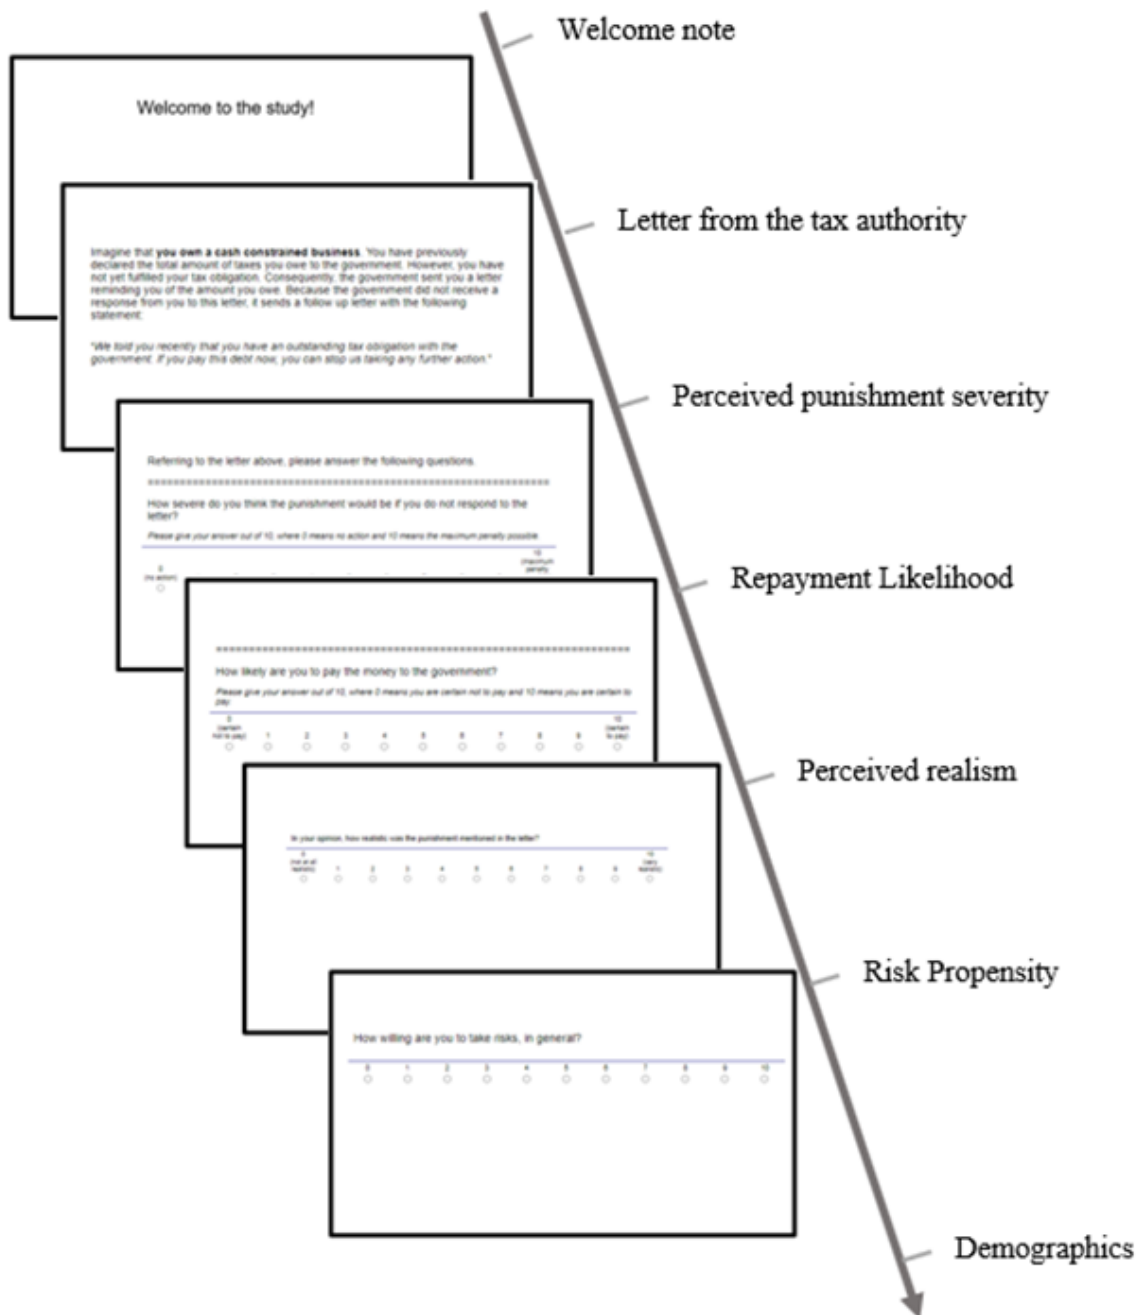 Welcome note
Welcome to the study!
Letter from the tax authority
Imagine that you own a cash constrained business. You have previously
declared the total amount of taxes you owe to the government. However, you have
not yet fulfilled your tax obligation. Consequently, the government sent you a letter
reminding you of the amount you owe. Because the government did not receive a
response from you to this letter, it sends a follow up letter with the following
statement:
"We told you recently that you have an outstanding tax obligation with the
government. If you pay this debt now, you can stop us taking any further action."
Perceived punishment severity
Referring to the letter above, please answer the following questions.
How severe do you think the punishment would be if you do not respond to the
letter?
Please give your answer out of 10, where 0 means no action and 10 means the maximum penalty possible.
0
(no action)
10
(maximum
penalty
Repayment Likelihood
How likely are you to pay the money to the government?
Please give your answer out of 10, where 0 means you are certain not to pay and 10 means you are certain to
pay.
0
(certain
not to pay)
1 2 3 4 5 6 7 8 9
10
(certain
to pay)
Perceived realism
In your opinion, how realistic was the punishment mentioned in the letter?
0
(not at all
realistic)
1 2 3 4 5 6 7 8 9
10
(very
realistic)
Risk Propensity
How willing are you to take risks, in general?
0 1 2 3 4 5 6 7 8 9 10
Demographics